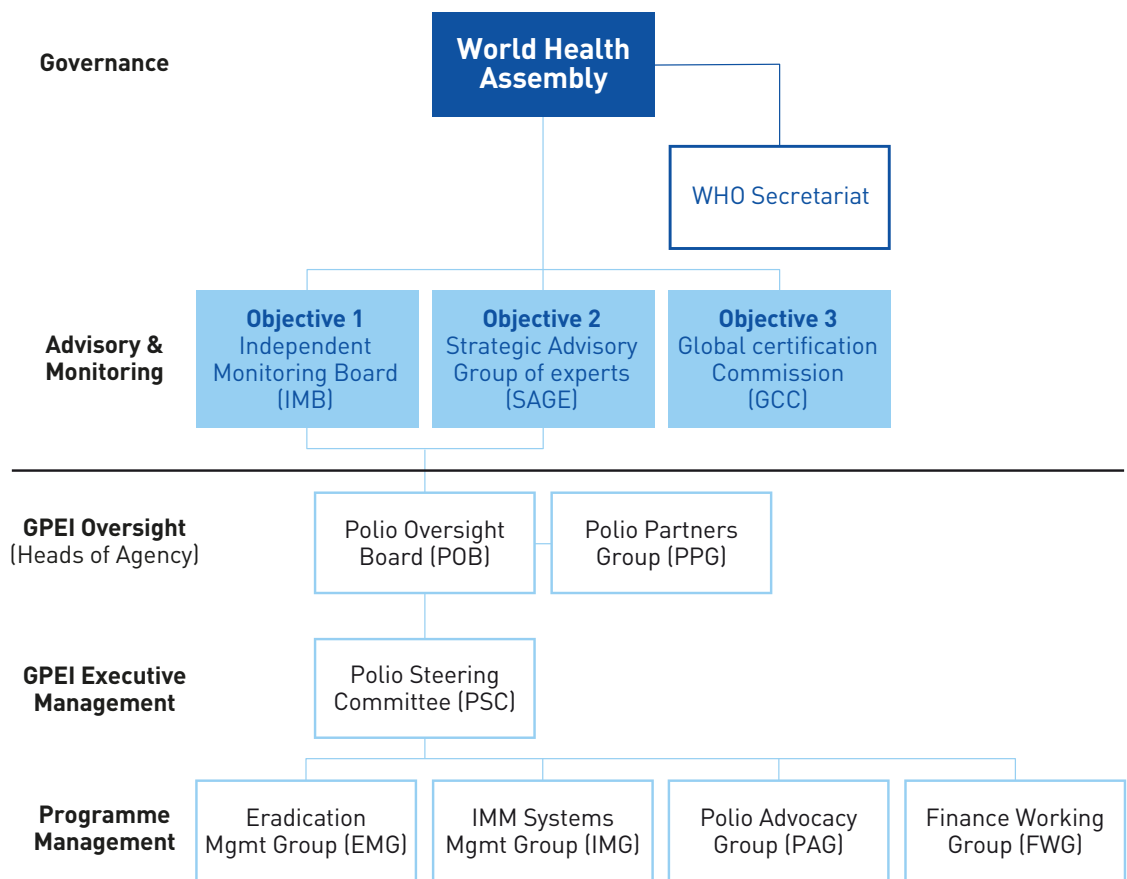 Governance
World Health
Assembly
WHO Secretariat
Advisory &
Monitoring
Objective 1
Independent
Monitoring Board
(IMB)
Objective 2
Strategic Advisory
Group of experts
(SAGE)
Objective 3
Global certification
Commission
(GCC)
GPEI Oversight
(Heads of Agency)
Polio Oversight
Board (POB)
Polio Partners
Group (PPG)
GPEI Executive
Management
Polio Steering
Committee (PSC)
Programme
Management
Eradication
Mgmt Group (EMG)
IMM Systems
Mgmt Group (IMG)
Polio Advocacy
Group (PAG)
Finance Working
Group (FWG)